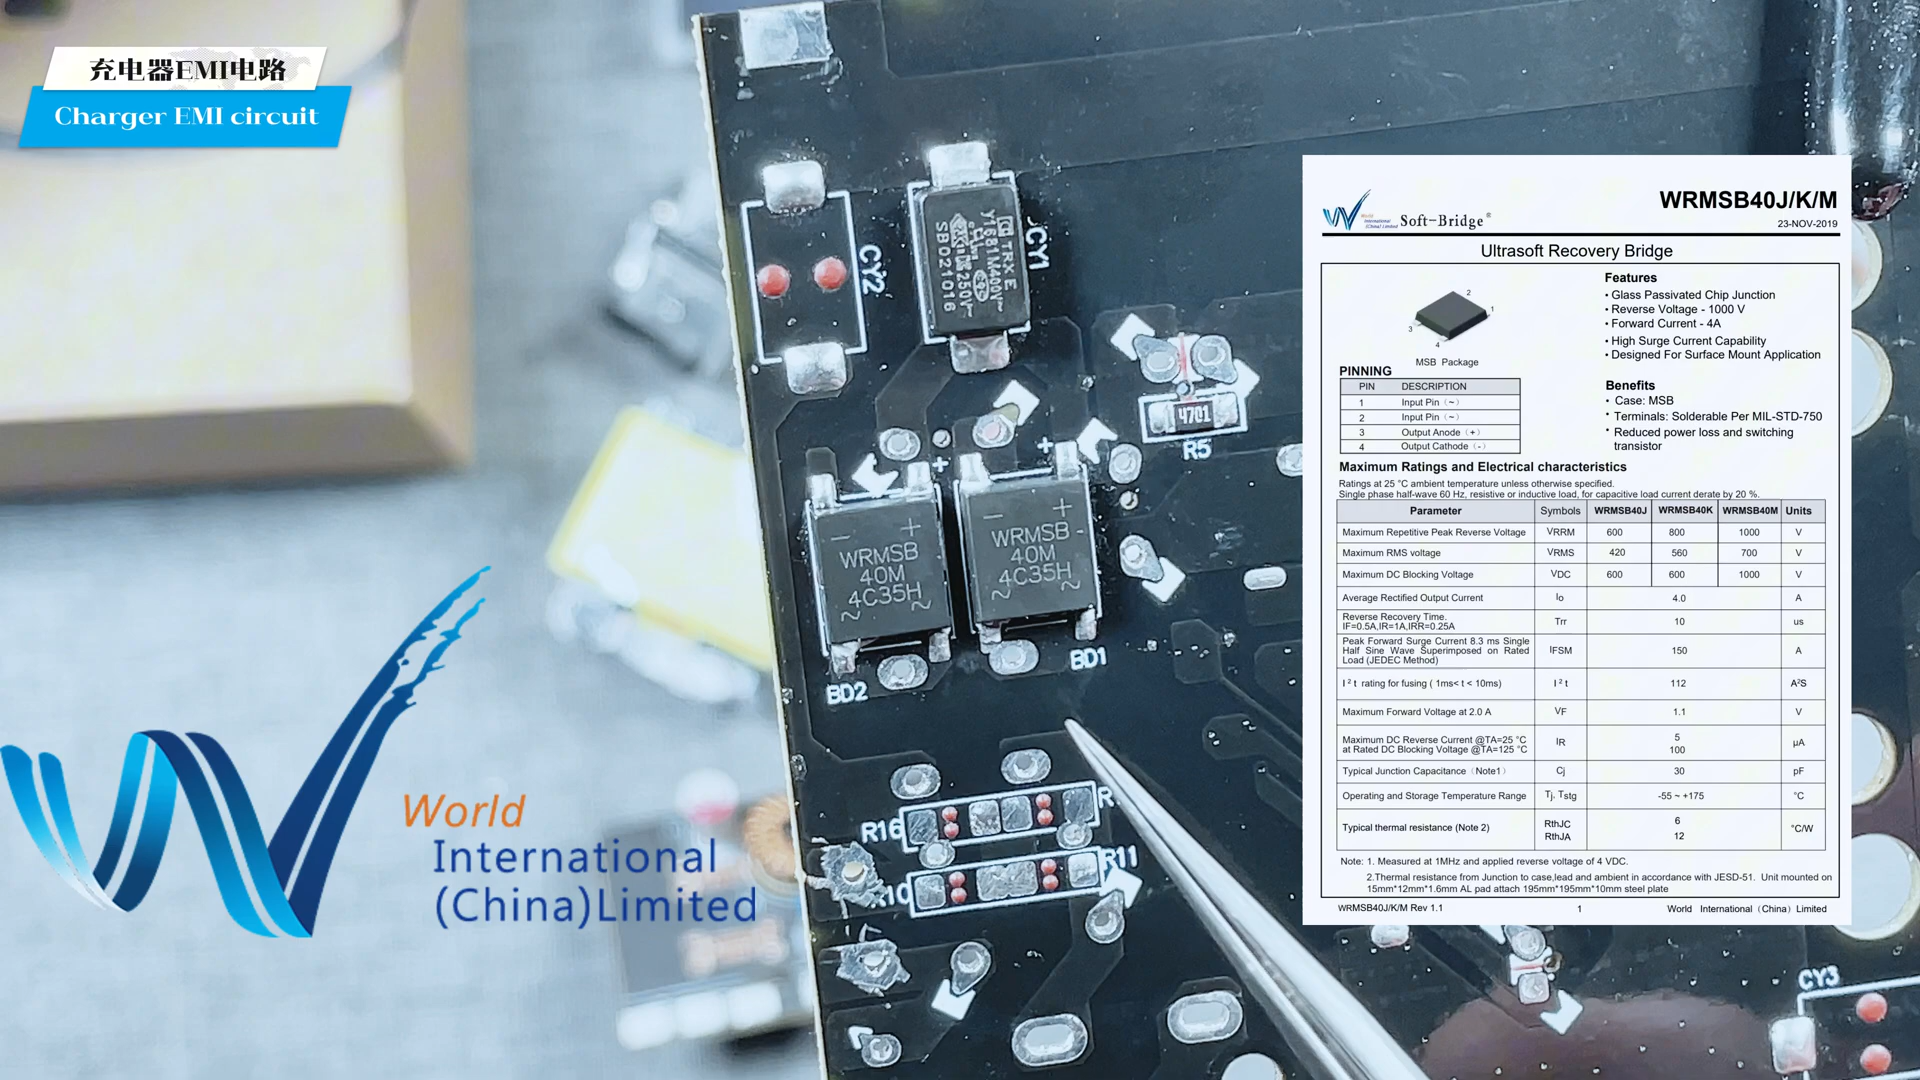 充电器EMI电路
Charger EMI circuit
World
International
(China)Limited
CY2
CY1
TRX E
Y1681M4400V~
250V~
SB021016
4701
R5
+
+
− +
WRMSB
40M
4C35H
~ ~
− +
WRMSB
40M
4C35H
~ ~
BD2
BD1
R16
R11
CY3
World
International
(China) Limited
Soft-Bridge®
WRMSB40J/K/M
23-NOV-2019
Ultrasoft Recovery Bridge
2
1
3
4
MSB Package
Features
• Glass Passivated Chip Junction
• Reverse Voltage - 1000 V
• Forward Current - 4A
• High Surge Current Capability
• Designed For Surface Mount Application
Benefits
• Case: MSB
• Terminals: Solderable Per MIL-STD-750
• Reduced power loss and switching
transistor
PINNING
PIN DESCRIPTION
1 Input Pin（~）
2 Input Pin（~）
3 Output Anode（+）
4 Output Cathode（-）
Maximum Ratings and Electrical characteristics
Ratings at 25 °C ambient temperature unless otherwise specified.
Single phase half-wave 60 Hz, resistive or inductive load, for capacitive load current derate by 20 %.
Parameter Symbols WRMSB40J WRMSB40K WRMSB40M Units
Maximum Repetitive Peak Reverse Voltage VRRM 600 800 1000 V
Maximum RMS voltage VRMS 420 560 700 V
Maximum DC Blocking Voltage VDC 600 600 1000 V
Average Rectified Output Current Io 4.0 A
Reverse Recovery Time.
IF=0.5A,IR=1A,IRR=0.25A Trr 10 us
Peak Forward Surge Current 8.3 ms Single
Half Sine Wave Superimposed on Rated
Load (JEDEC Method) IFSM 150 A
I²t rating for fusing ( 1ms< t < 10ms) I²t 112 A²S
Maximum Forward Voltage at 2.0 A VF 1.1 V
Maximum DC Reverse Current @TA=25 °C
at Rated DC Blocking Voltage @TA=125 °C IR 5 100 µA
Typical Junction Capacitance（Note1） Cj 30 pF
Operating and Storage Temperature Range Tj, Tstg -55 ~ +175 °C
Typical thermal resistance (Note 2) RthJC RthJA 6 12 °C/W
Note: 1. Measured at 1MHz and applied reverse voltage of 4 VDC.
2.Thermal resistance from Junction to case,lead and ambient in accordance with JESD-51. Unit mounted on
15mm*12mm*1.6mm AL pad attach 195mm*195mm*10mm steel plate
WRMSB40J/K/M Rev 1.1 1 World International（China）Limited